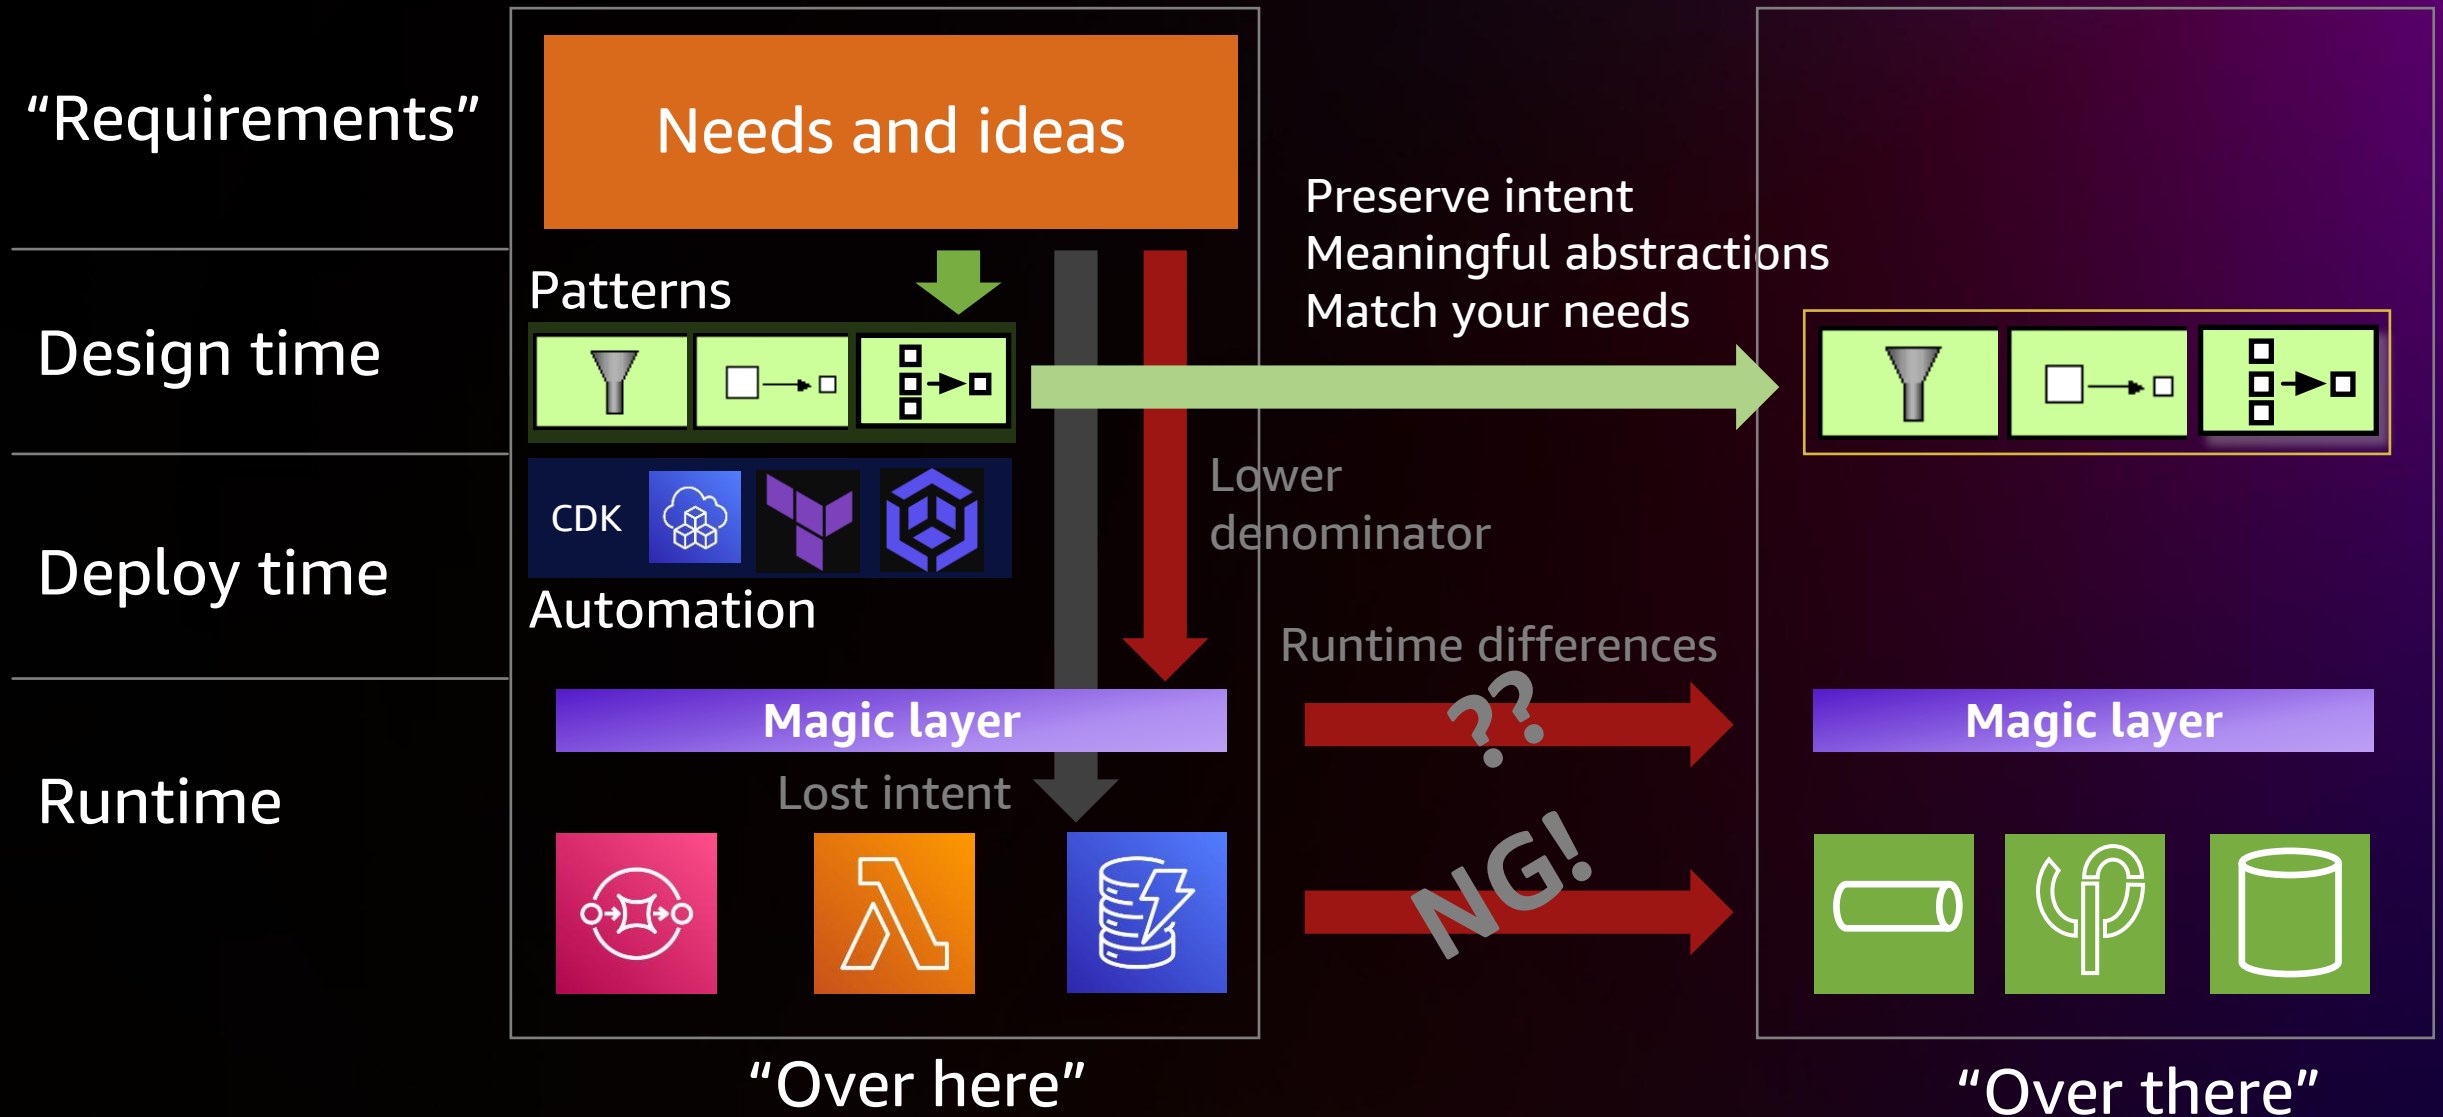 “Requirements”
Needs and ideas
Preserve intent
Meaningful abstractions
Match your needs
Patterns
Design time
Lower
denominator
CDK
Deploy time
Automation
Runtime differences
??
Magic layer
Magic layer
Lost intent
Runtime
NG!
“Over here”
“Over there”